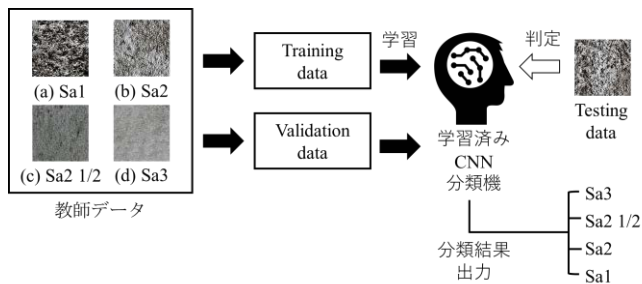 (a) Sa1
(b) Sa2
(c) Sa2 1/2
(d) Sa3
教師データ
Training
data
Validation
data
学習
判定
学習済み
CNN
分類機
Testing
data
分類結果
出力
Sa3
Sa2 1/2
Sa2
Sa1